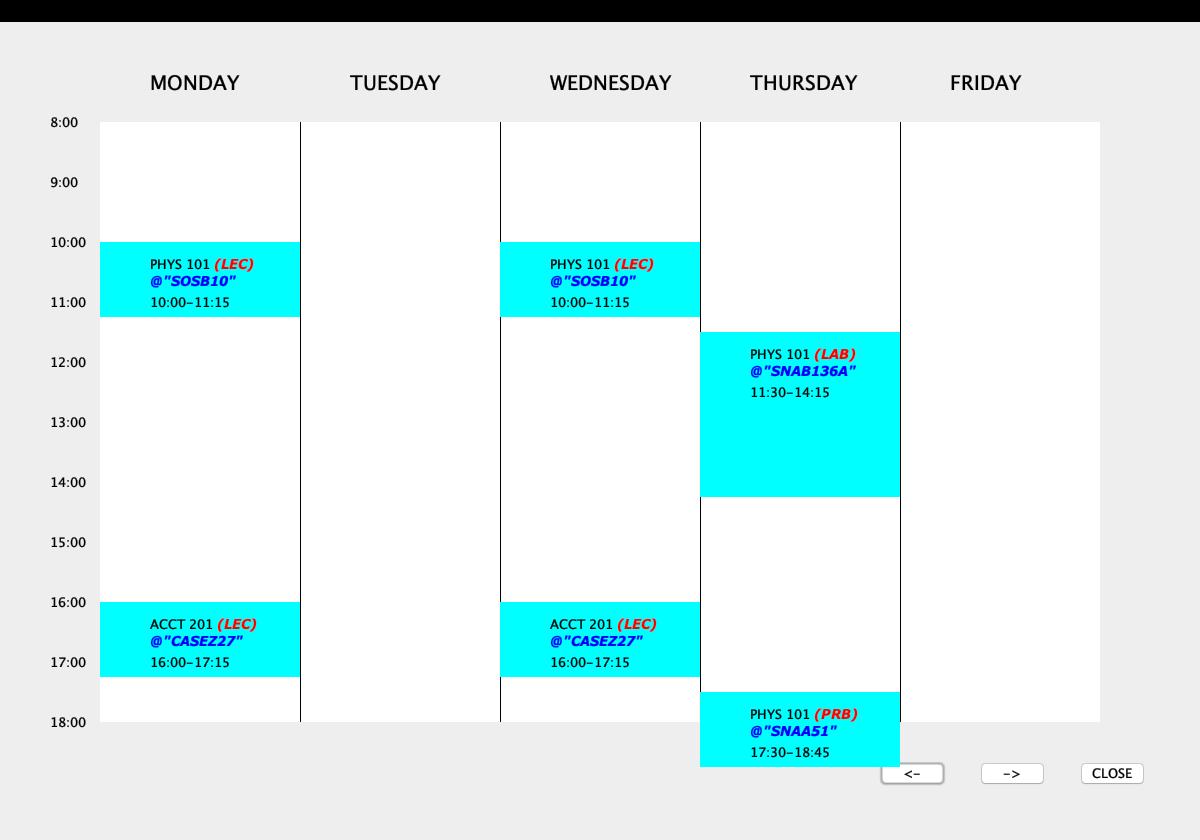 MONDAY TUESDAY WEDNESDAY THURSDAY FRIDAY
8:00
9:00
10:00
PHYS 101 (LEC) PHYS 101 (LEC)
@"SOSB10" @"SOSB10"
11:00 10:00-11:15 10:00-11:15
PHYS 101 (LAB)
12:00
@"SNAB136A"
11:30-14:15
13:00
14:00
15:00
16:00
ACCT 201 (LEC) ACCT 201 (LEC)
@"CASEZ27" @"CASEZ27"
17:00 16:00-17:15 16:00-17:15
PHYS 101 (PRB)
18:00
@"SNAA51"
17:30-18:45
<- -> CLOSE